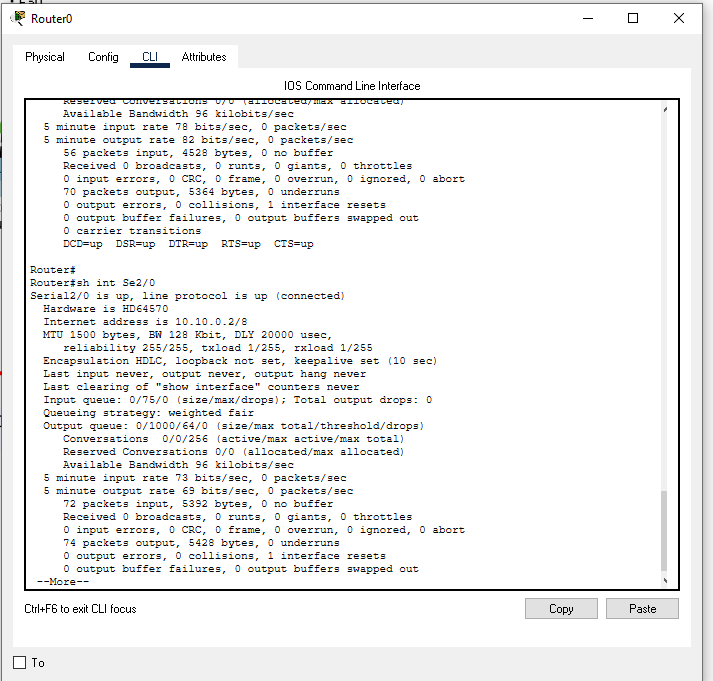 Router0
Physical Config CLI Attributes
IOS Command Line Interface
Reserved Conversations 0/0 (allocated/max allocated)
Available Bandwidth 96 kilobits/sec
5 minute input rate 78 bits/sec, 0 packets/sec
5 minute output rate 82 bits/sec, 0 packets/sec
56 packets input, 4528 bytes, 0 no buffer
Received 0 broadcasts, 0 runts, 0 giants, 0 throttles
0 input errors, 0 CRC, 0 frame, 0 overrun, 0 ignored, 0 abort
70 packets output, 5364 bytes, 0 underruns
0 output errors, 0 collisions, 1 interface resets
0 output buffer failures, 0 output buffers swapped out
0 carrier transitions
DCD=up DSR=up DTR=up RTS=up CTS=up
Router#
Router#sh int Se2/0
Serial2/0 is up, line protocol is up (connected)
Hardware is HD64570
Internet address is 10.10.0.2/8
MTU 1500 bytes, BW 128 Kbit, DLY 20000 usec,
reliability 255/255, txload 1/255, rxload 1/255
Encapsulation HDLC, loopback not set, keepalive set (10 sec)
Last input never, output never, output hang never
Last clearing of "show interface" counters never
Input queue: 0/75/0 (size/max/drops); Total output drops: 0
Queueing strategy: weighted fair
Output queue: 0/1000/64/0 (size/max total/threshold/drops)
Conversations 0/0/256 (active/max active/max total)
Reserved Conversations 0/0 (allocated/max allocated)
Available Bandwidth 96 kilobits/sec
5 minute input rate 73 bits/sec, 0 packets/sec
5 minute output rate 69 bits/sec, 0 packets/sec
72 packets input, 5392 bytes, 0 no buffer
Received 0 broadcasts, 0 runts, 0 giants, 0 throttles
0 input errors, 0 CRC, 0 frame, 0 overrun, 0 ignored, 0 abort
74 packets output, 5428 bytes, 0 underruns
0 output errors, 0 collisions, 1 interface resets
0 output buffer failures, 0 output buffers swapped out
--More--
Ctrl+F6 to exit CLI focus Copy Paste
To